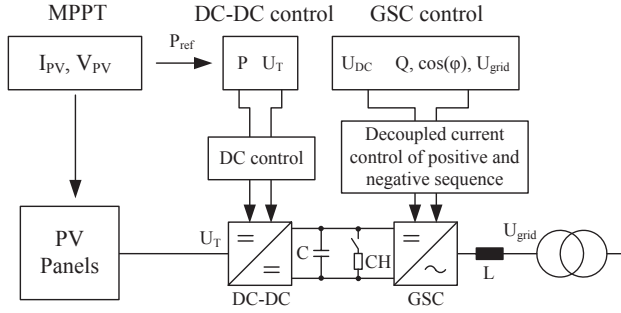 MPPT
DC-DC control
GSC control
I_PV, V_PV
P_ref
P U_T
U_DC Q, cos(φ), U_grid
DC control
Decoupled current
control of positive and
negative sequence
PV
Panels
U_T
C
CH
U_grid
L
DC-DC
GSC